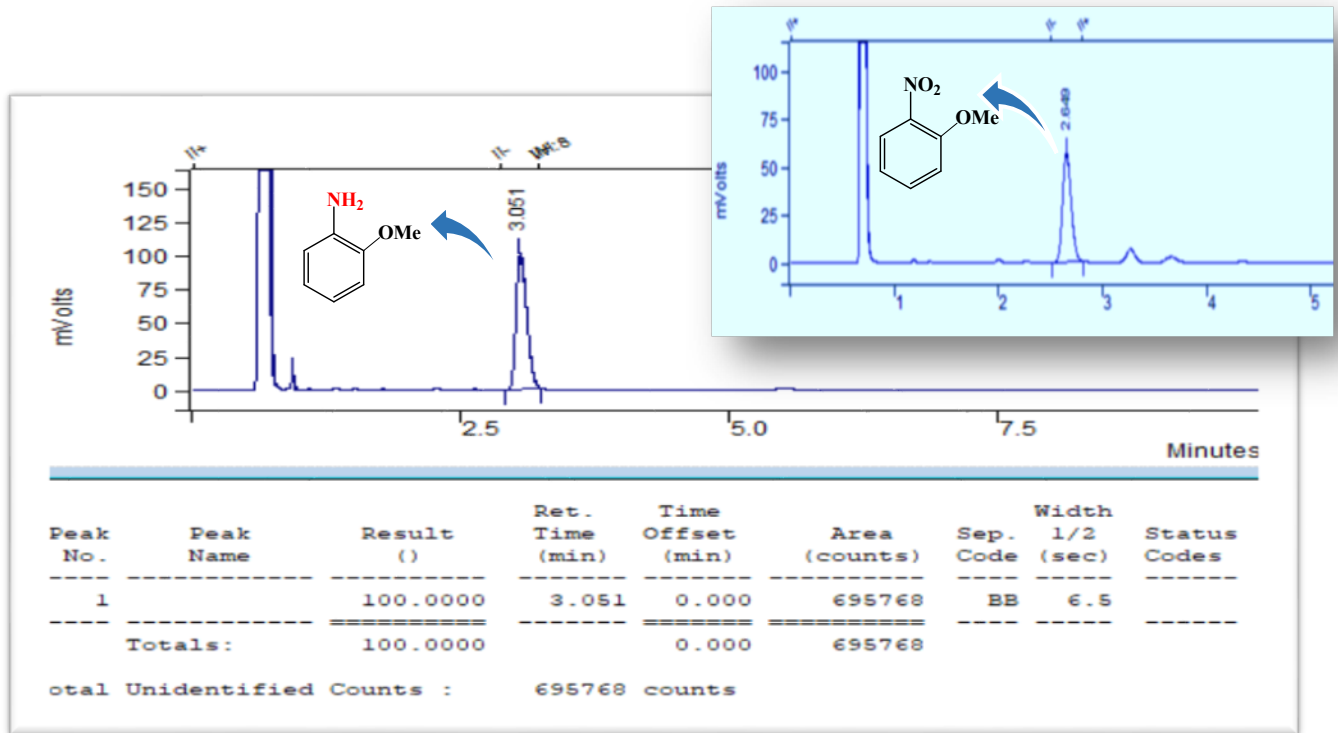 100
75
50
25
0
mVolts
NO2
OMe
2.649
1
2
3
4
5
150
125
100
75
50
25
0
mVolts
NH2
OMe
3.051
2.5
5.0
7.5
Minutes
Ret. Time Width
Peak Peak Result Time Offset Area Sep. 1/2 Status
No. Name () (min) (min) (counts) Code (sec) Codes
1 100.0000 3.051 0.000 695768 BB 6.5
Totals: 100.0000 0.000 695768
otal Unidentified Counts : 695768 counts